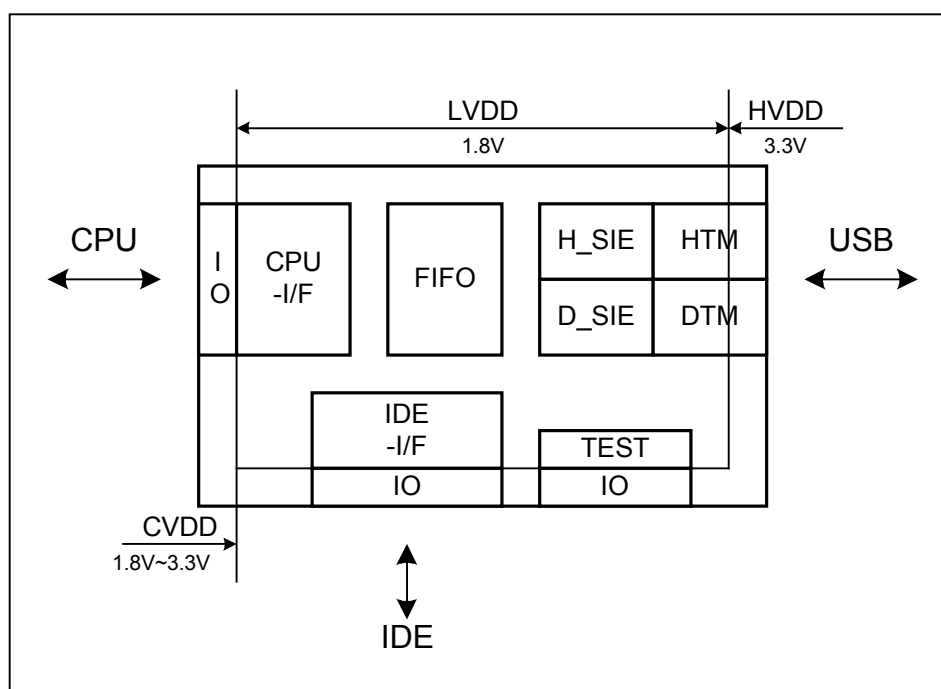 LVDD
HVDD
1.8V
3.3V
CPU
I
O
CPU
-I/F
FIFO
H_SIE
HTM
D_SIE
DTM
USB
IDE
-I/F
IO
TEST
IO
CVDD
1.8V~3.3V
IDE